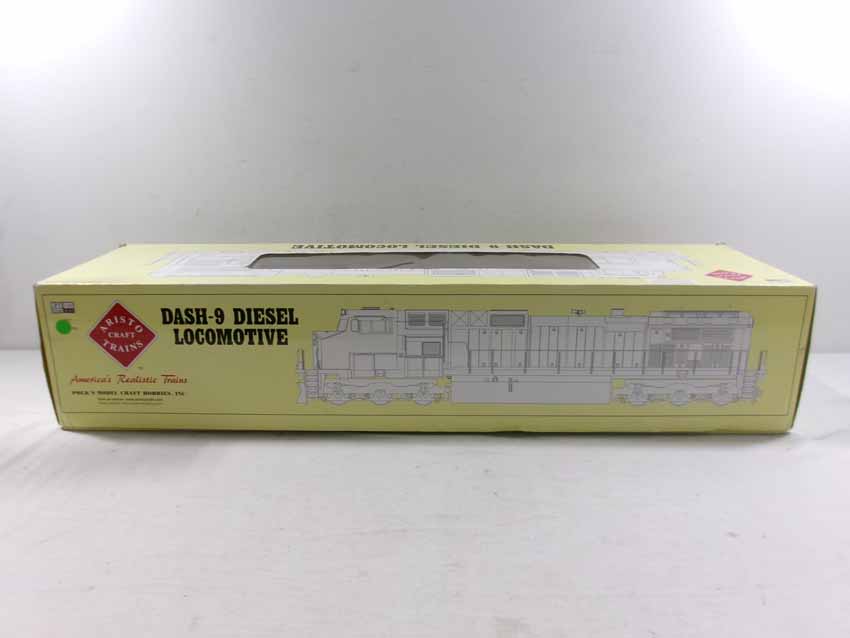 DASH 9 DIESEL LOCOMOTIVE
ARISTO
CRAFT
TRAINS
DASH-9 DIESEL
LOCOMOTIVE
America's Realistic Trains
POLK'S MODEL CRAFT HOBBIES, INC